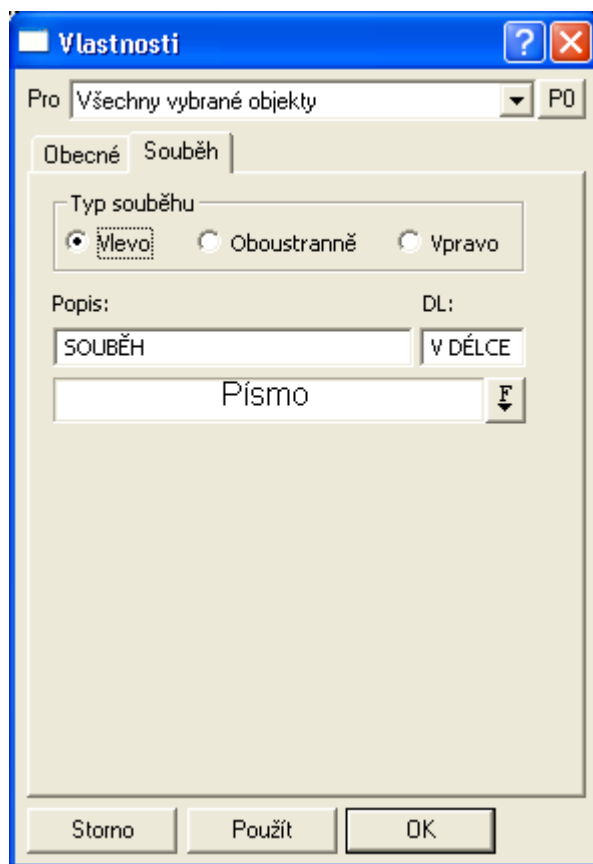 Vlastnosti
Pro Všechny vybrané objekty P0
Obecné Souběh
Typ souběhu
Vlevo Oboustranně Vpravo
Popis: DL:
SOUBĚH V DÉLCE
Písmo F
Storno Použít OK